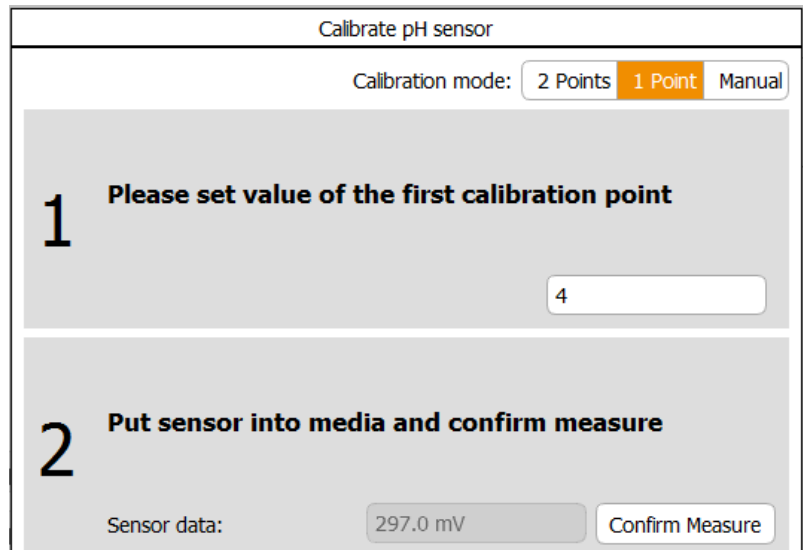 Calibrate pH sensor
Calibration mode: 2 Points 1 Point Manual
1
Please set value of the first calibration point
4
2
Put sensor into media and confirm measure
Sensor data: 297.0 mV Confirm Measure